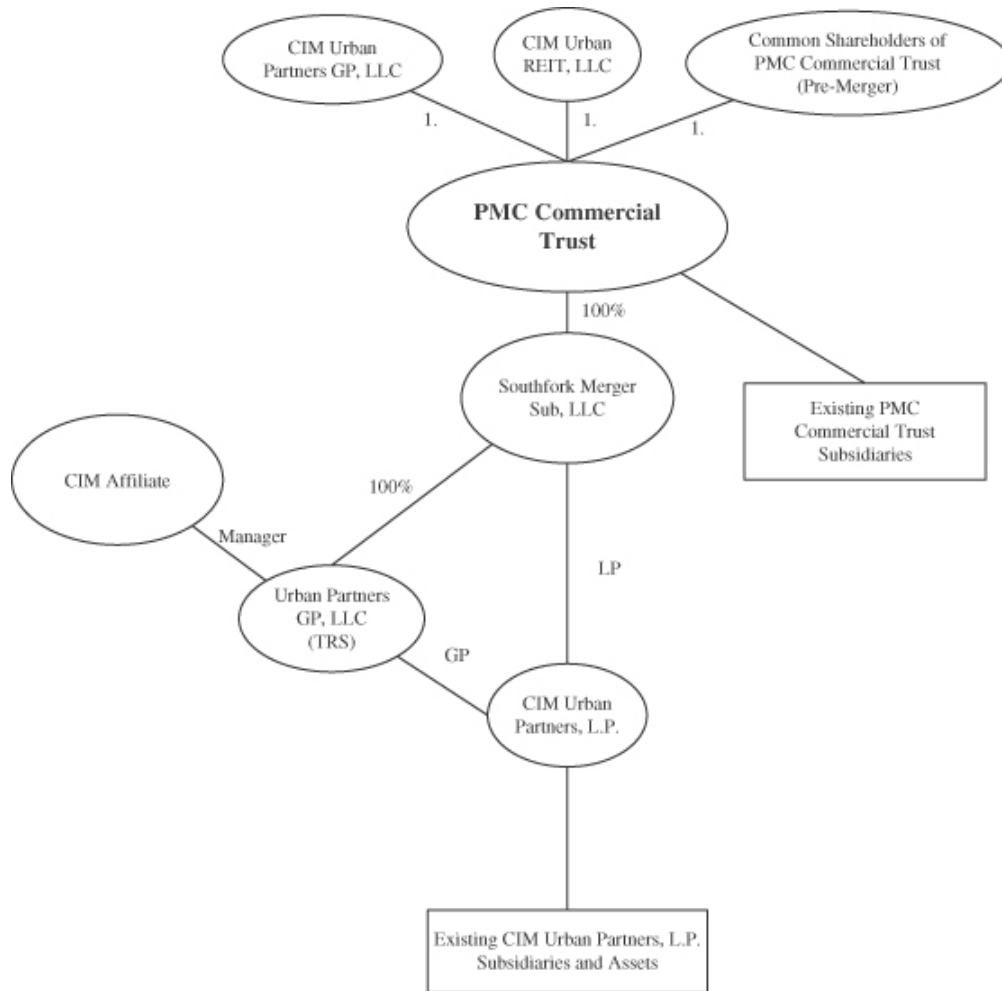 CIM Urban
Partners GP, LLC
CIM Urban
REIT, LLC
Common Shareholders of
PMC Commercial Trust
(Pre-Merger)
1.
1.
1.
PMC Commercial
Trust
100%
Southfork Merger
Sub, LLC
Existing PMC
Commercial Trust
Subsidiaries
CIM Affiliate
100%
Manager
LP
Urban Partners
GP, LLC
(TRS)
GP
CIM Urban
Partners, L.P.
Existing CIM Urban Partners, L.P.
Subsidiaries and Assets